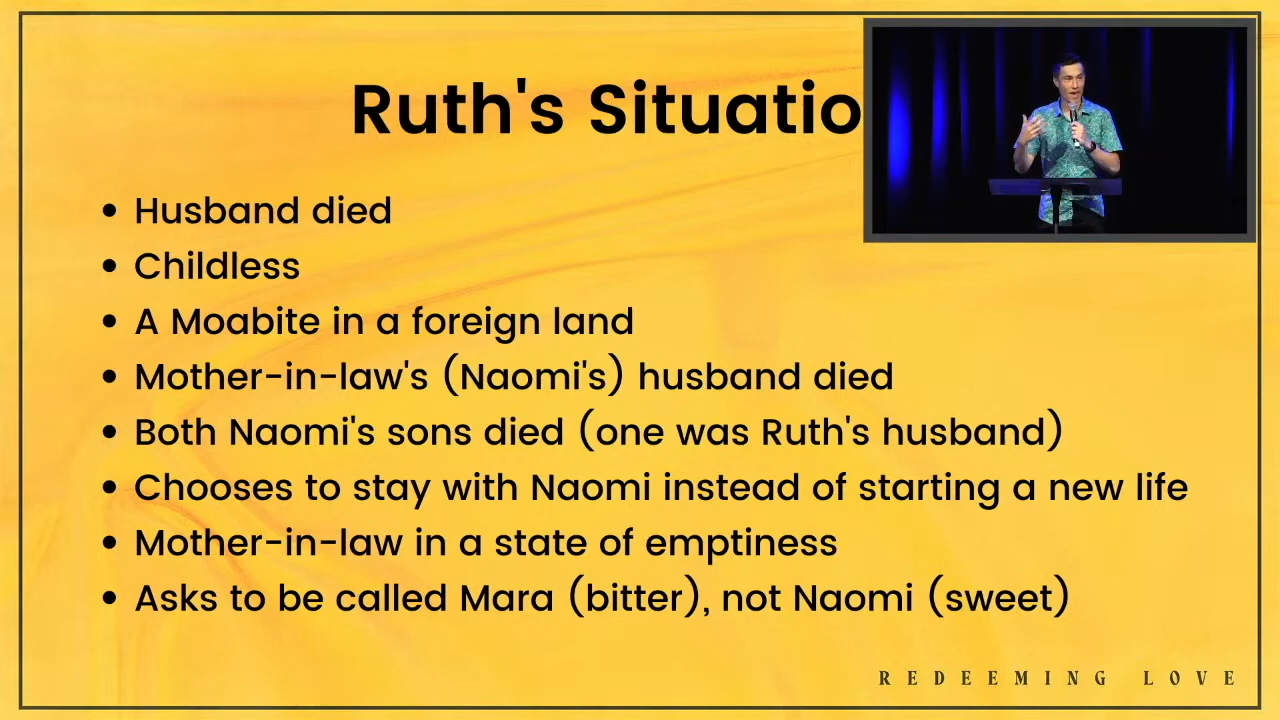 Ruth's Situatio
• Husband died
• Childless
• A Moabite in a foreign land
• Mother-in-law's (Naomi's) husband died
• Both Naomi's sons died (one was Ruth's husband)
• Chooses to stay with Naomi instead of starting a new life
• Mother-in-law in a state of emptiness
• Asks to be called Mara (bitter), not Naomi (sweet)
REDEEMING LOVE